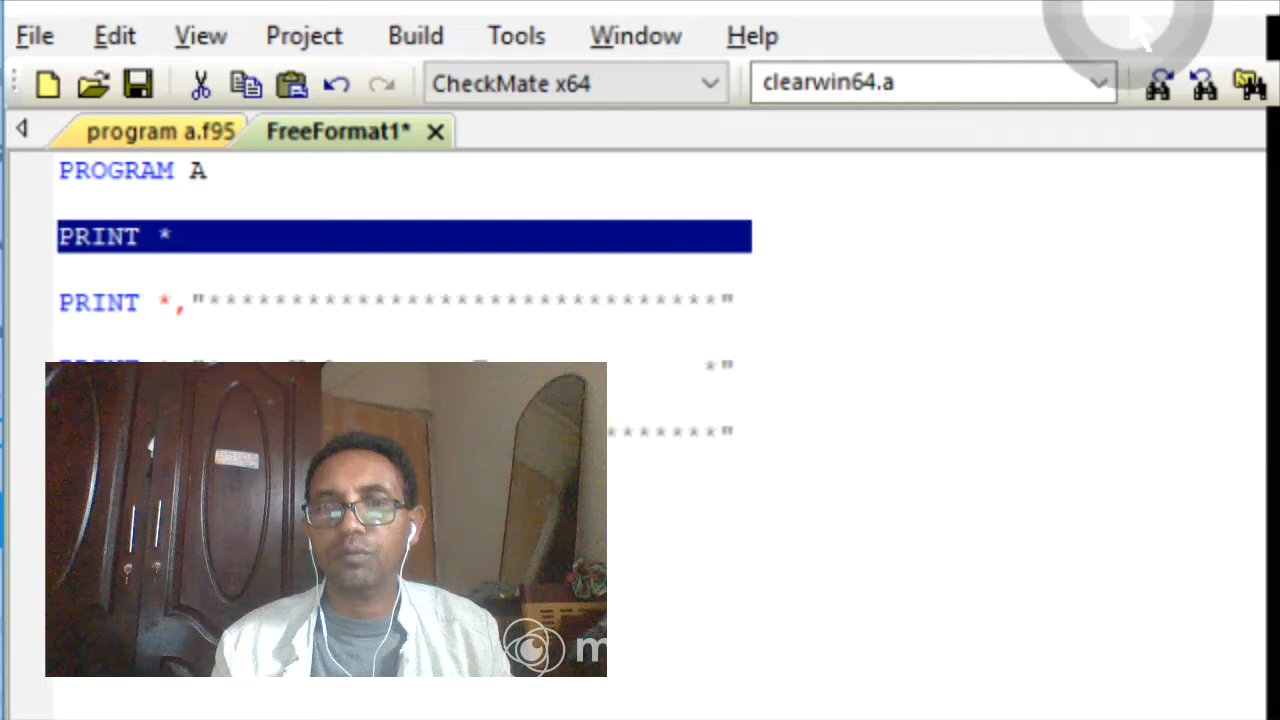 File Edit View Project Build Tools Window Help
CheckMate x64 clearwin64.a
program a.f95 FreeFormat1*
PROGRAM A
PRINT *
PRINT *,"*******************************"
*"
*******"
m